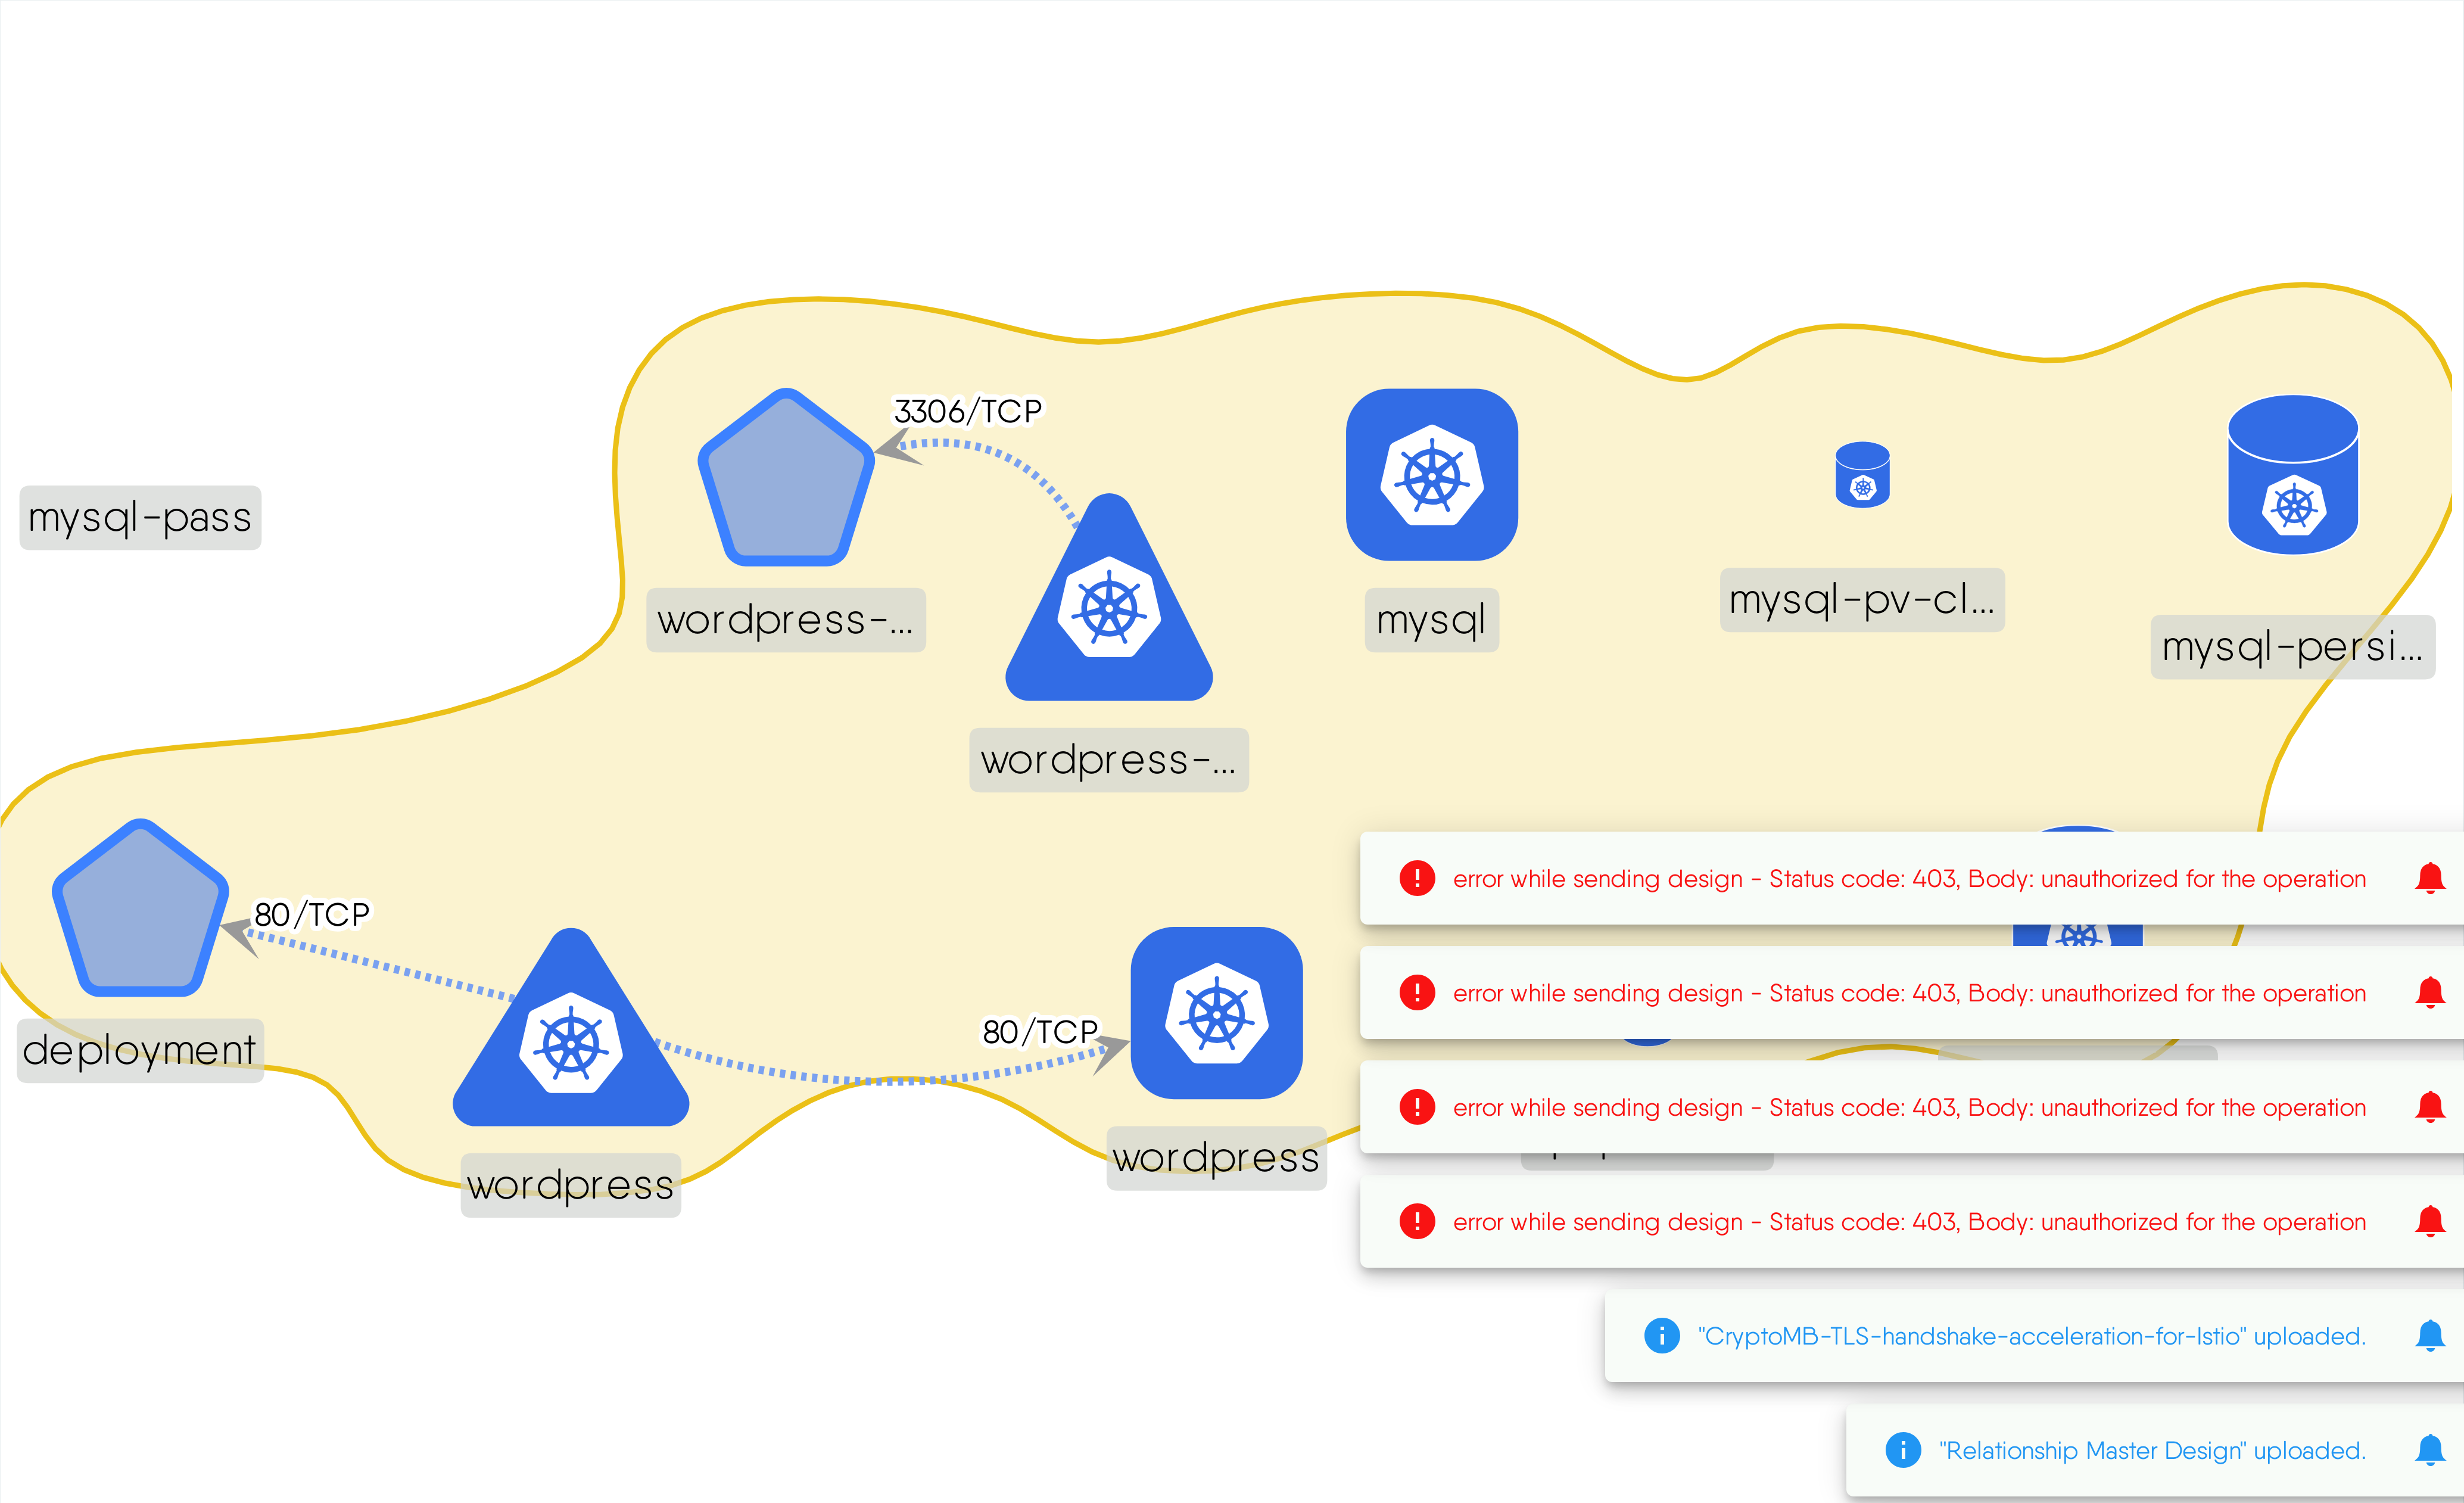 3306/TCP
mysql-pass
wordpress-...
mysql
mysql-pv-cl...
mysql-persi...
wordpress-...
80/TCP
deployment
80/TCP
wordpress
wordpress
error while sending design - Status code: 403, Body: unauthorized for the operation
error while sending design - Status code: 403, Body: unauthorized for the operation
error while sending design - Status code: 403, Body: unauthorized for the operation
error while sending design - Status code: 403, Body: unauthorized for the operation
"CryptoMB-TLS-handshake-acceleration-for-Istio" uploaded.
"Relationship Master Design" uploaded.